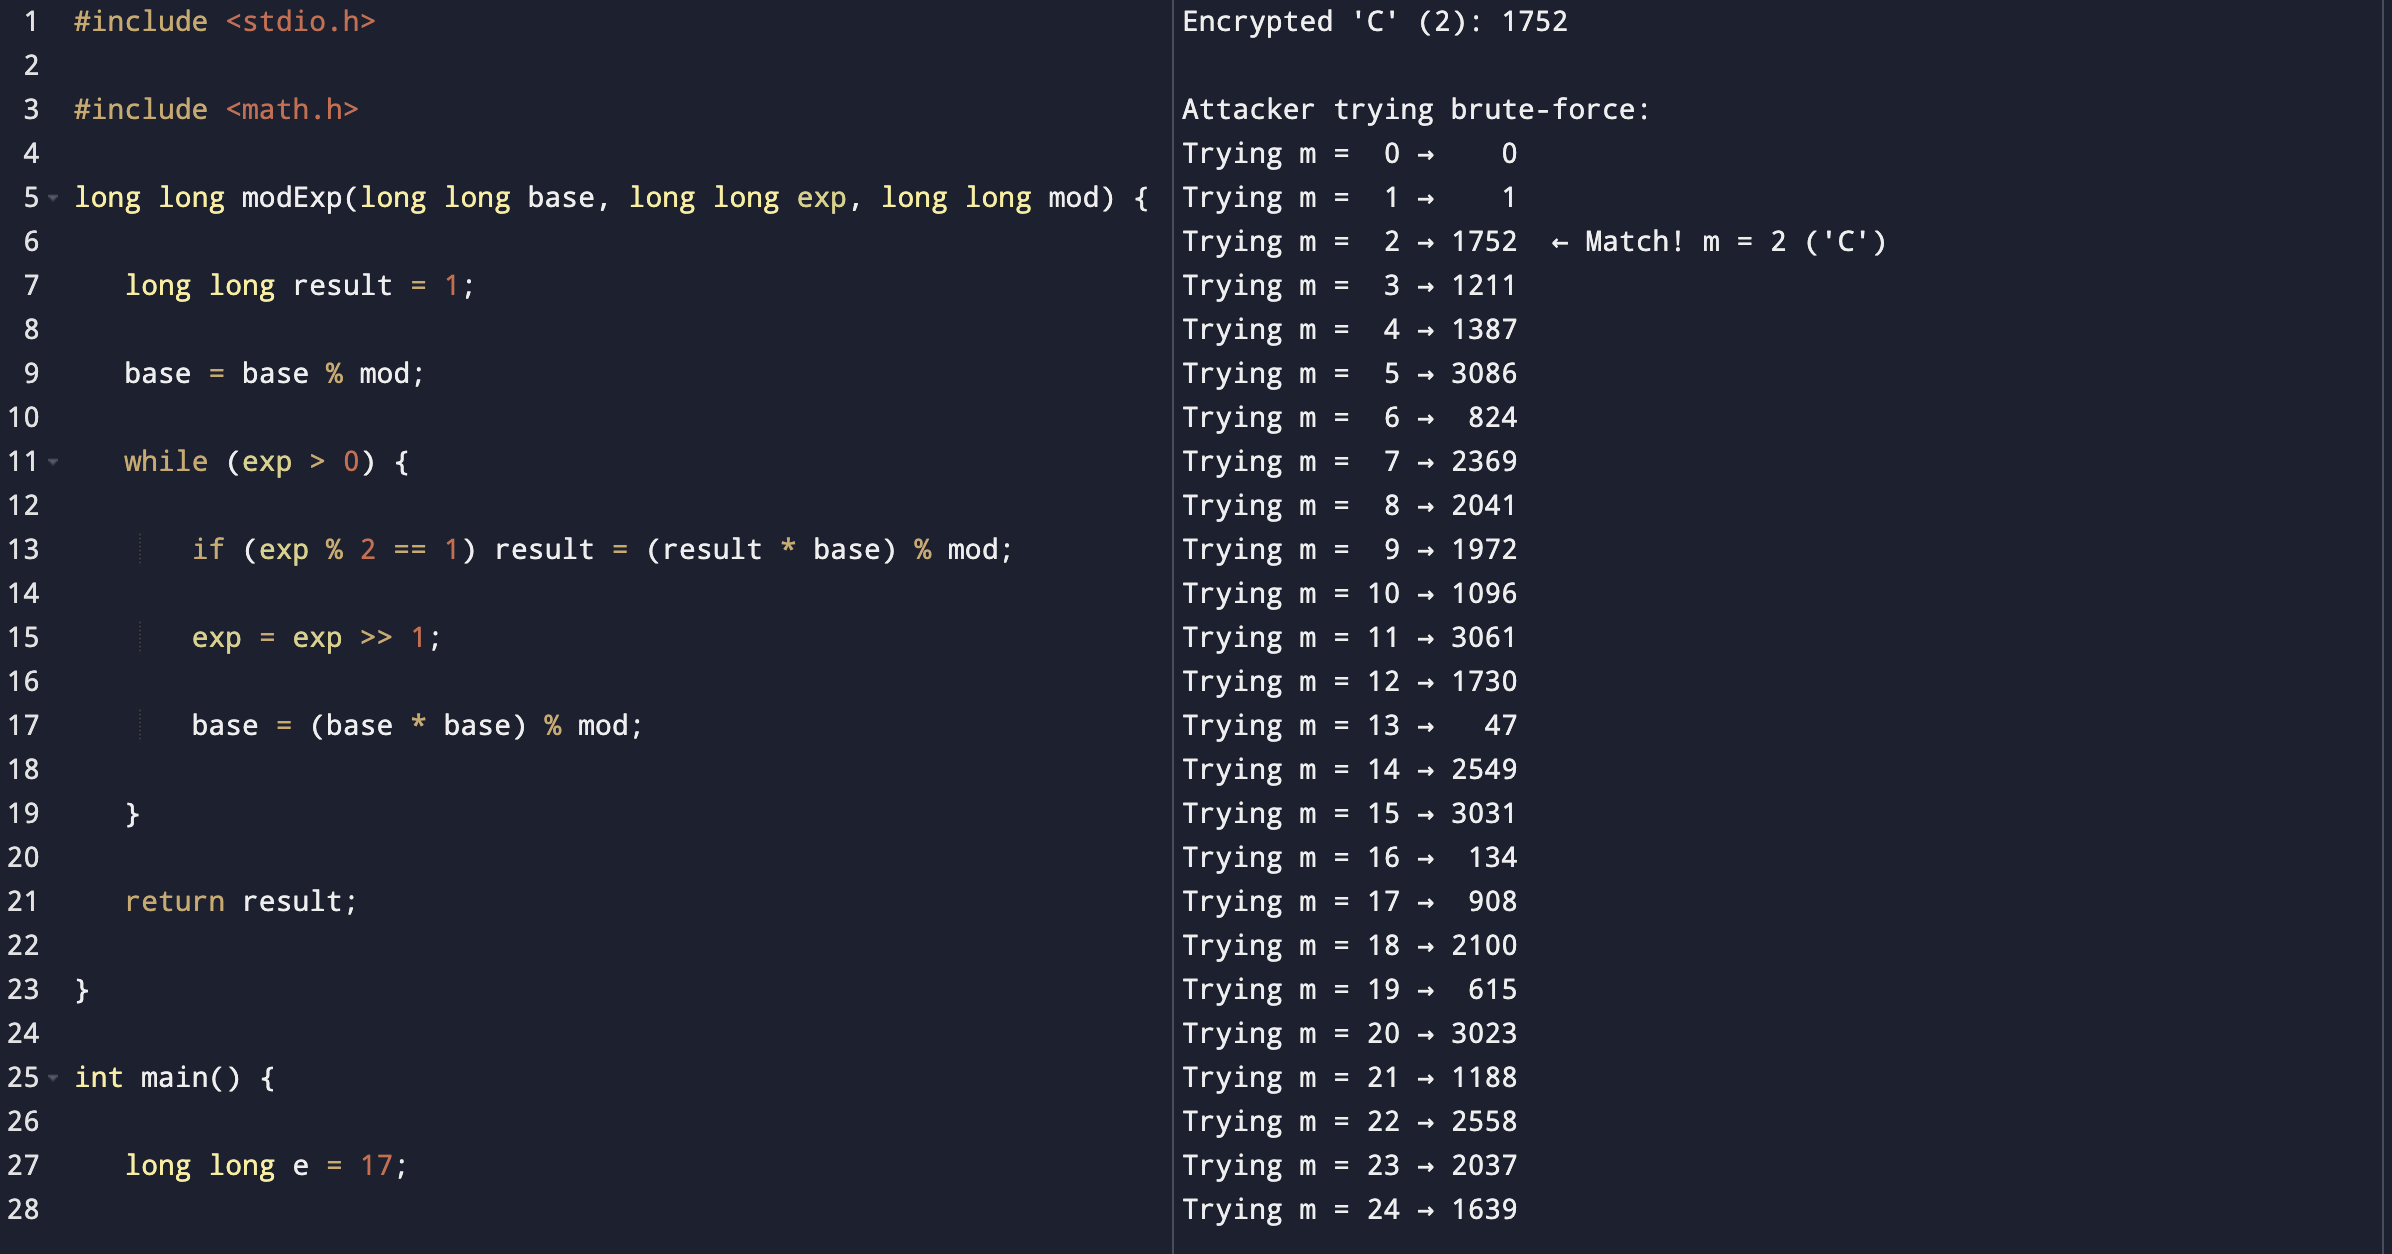 1 #include <stdio.h>
2
3 #include <math.h>
4
5 long long modExp(long long base, long long exp, long long mod) {
6
7 long long result = 1;
8
9 base = base % mod;
10
11 while (exp > 0) {
12
13 if (exp % 2 == 1) result = (result * base) % mod;
14
15 exp = exp >> 1;
16
17 base = (base * base) % mod;
18
19 }
20
21 return result;
22
23 }
24
25 int main() {
26
27 long long e = 17;
28
Encrypted 'C' (2): 1752
Attacker trying brute-force:
Trying m =  0 →    0
Trying m =  1 →    1
Trying m =  2 → 1752  ← Match! m = 2 ('C')
Trying m =  3 → 1211
Trying m =  4 → 1387
Trying m =  5 → 3086
Trying m =  6 →  824
Trying m =  7 → 2369
Trying m =  8 → 2041
Trying m =  9 → 1972
Trying m = 10 → 1096
Trying m = 11 → 3061
Trying m = 12 → 1730
Trying m = 13 →   47
Trying m = 14 → 2549
Trying m = 15 → 3031
Trying m = 16 →  134
Trying m = 17 →  908
Trying m = 18 → 2100
Trying m = 19 →  615
Trying m = 20 → 3023
Trying m = 21 → 1188
Trying m = 22 → 2558
Trying m = 23 → 2037
Trying m = 24 → 1639